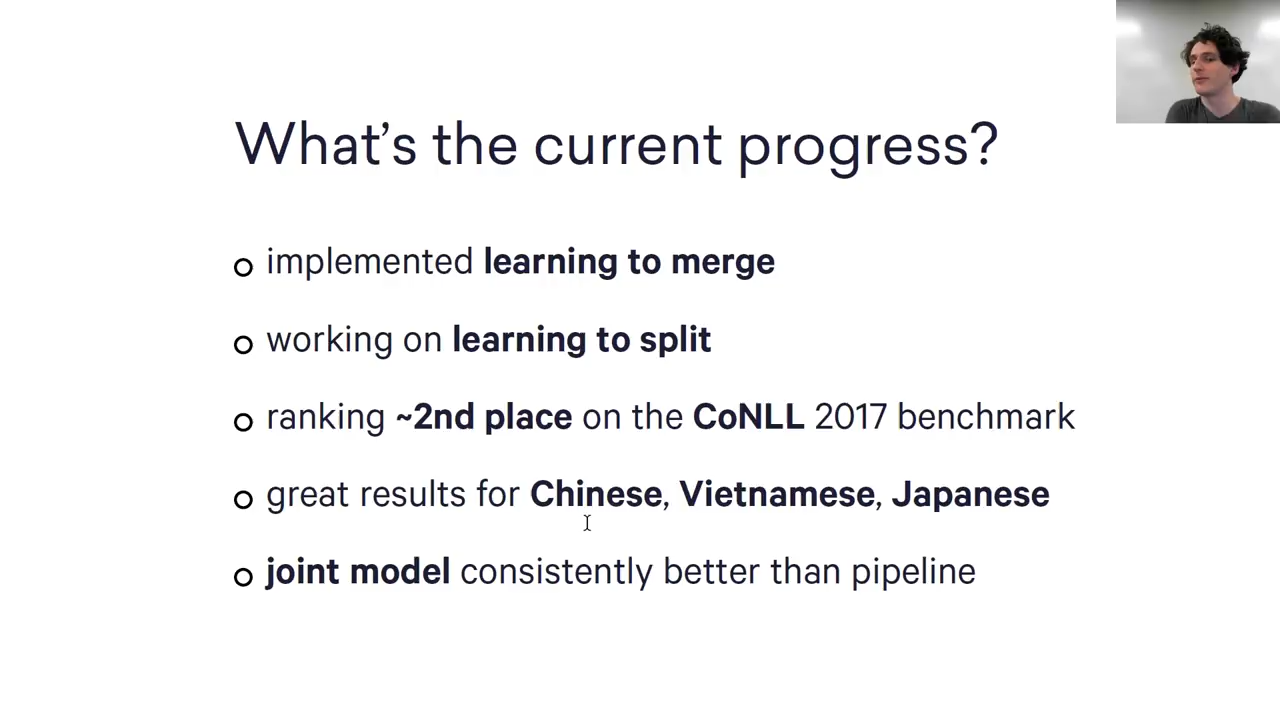 What's the current progress?
implemented learning to merge
working on learning to split
ranking ~2nd place on the CoNLL 2017 benchmark
great results for Chinese, Vietnamese, Japanese
joint model consistently better than pipeline